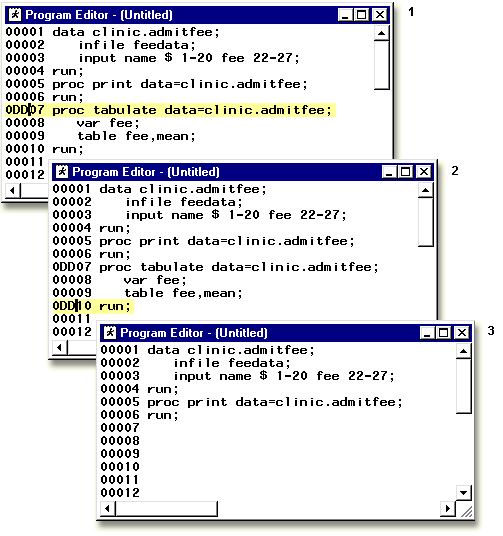 Program Editor - (Untitled)
1
00001 data clinic.admitfee;
00002 infile feedata;
00003 input name $ 1-20 fee 22-27;
00004 run;
00005 proc print data=clinic.admitfee;
00006 run;
0DD07 proc tabulate data=clinic.admitfee;
00008 var fee;
00009 table fee,mean;
00010 run;
00011
00012
Program Editor - (Untitled)
2
00001 data clinic.admitfee;
00002 infile feedata;
00003 input name $ 1-20 fee 22-27;
00004 run;
00005 proc print data=clinic.admitfee;
00006 run;
0DD07 proc tabulate data=clinic.admitfee;
00008 var fee;
00009 table fee,mean;
0DD10 run;
00011
00012
Program Editor - (Untitled)
3
00001 data clinic.admitfee;
00002 infile feedata;
00003 input name $ 1-20 fee 22-27;
00004 run;
00005 proc print data=clinic.admitfee;
00006 run;
00007
00008
00009
00010
00011
00012